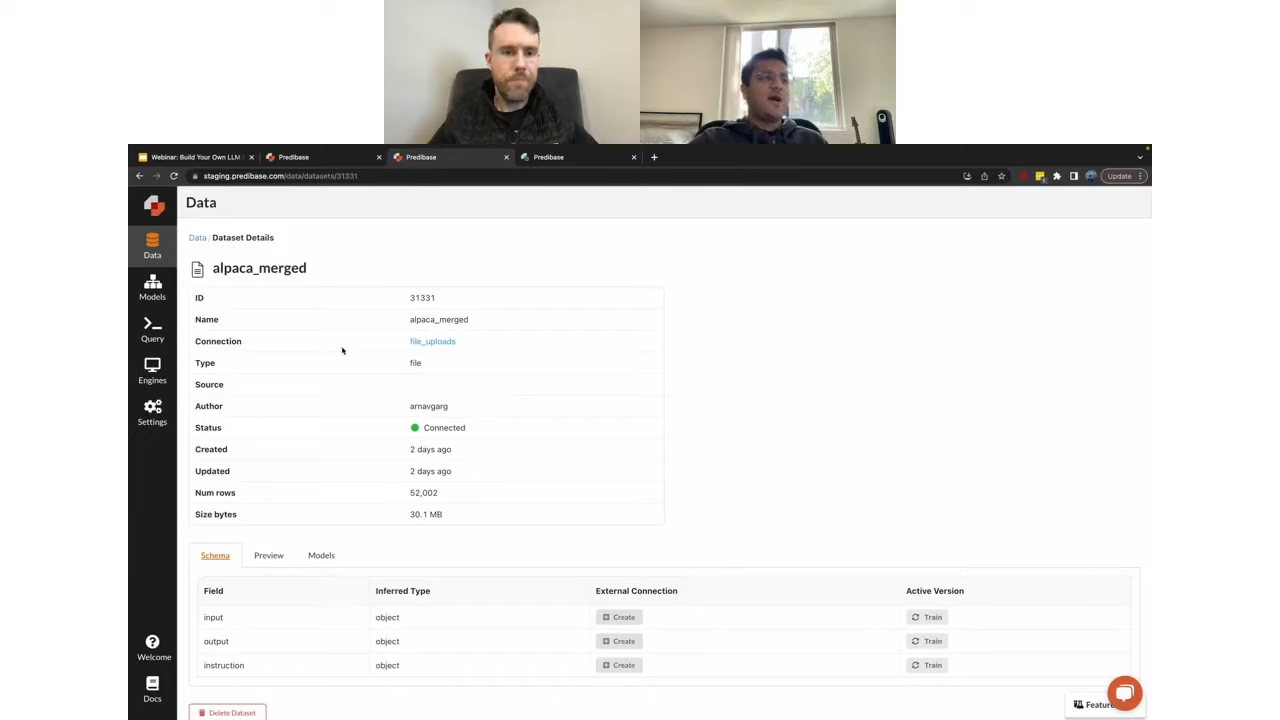 Webinar: Build Your Own LLM
Predibase
Predibase
Predibase
staging.predibase.com/data/datasets/31331
Update
Data
Data
Models
Query
Engines
Settings
Welcome
Docs
Data / Dataset Details
alpaca_merged
ID 31331
Name alpaca_merged
Connection file_uploads
Type file
Source
Author arnavgarg
Status Connected
Created 2 days ago
Updated 2 days ago
Num rows 52,002
Size bytes 30.1 MB
Schema Preview Models
Field Inferred Type External Connection Active Version
input object Create Train
output object Create Train
instruction object Create Train
Delete Dataset
Featur